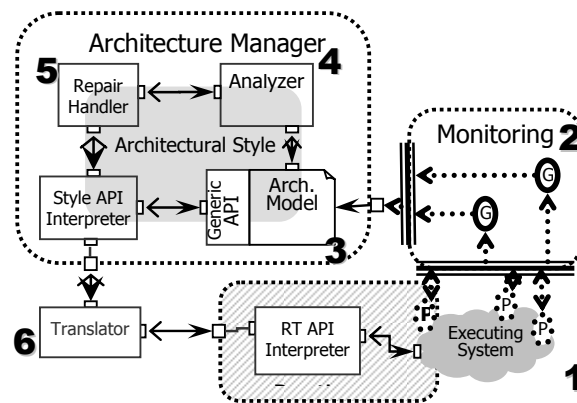 Architecture Manager
5
4
Repair
Handler
Analyzer
Monitoring
2
Architectural Style
G
Style API
Interpreter
Generic
API
Arch.
Model
G
3
P
P
P
Translator
6
RT API
Interpreter
Executing
System
1